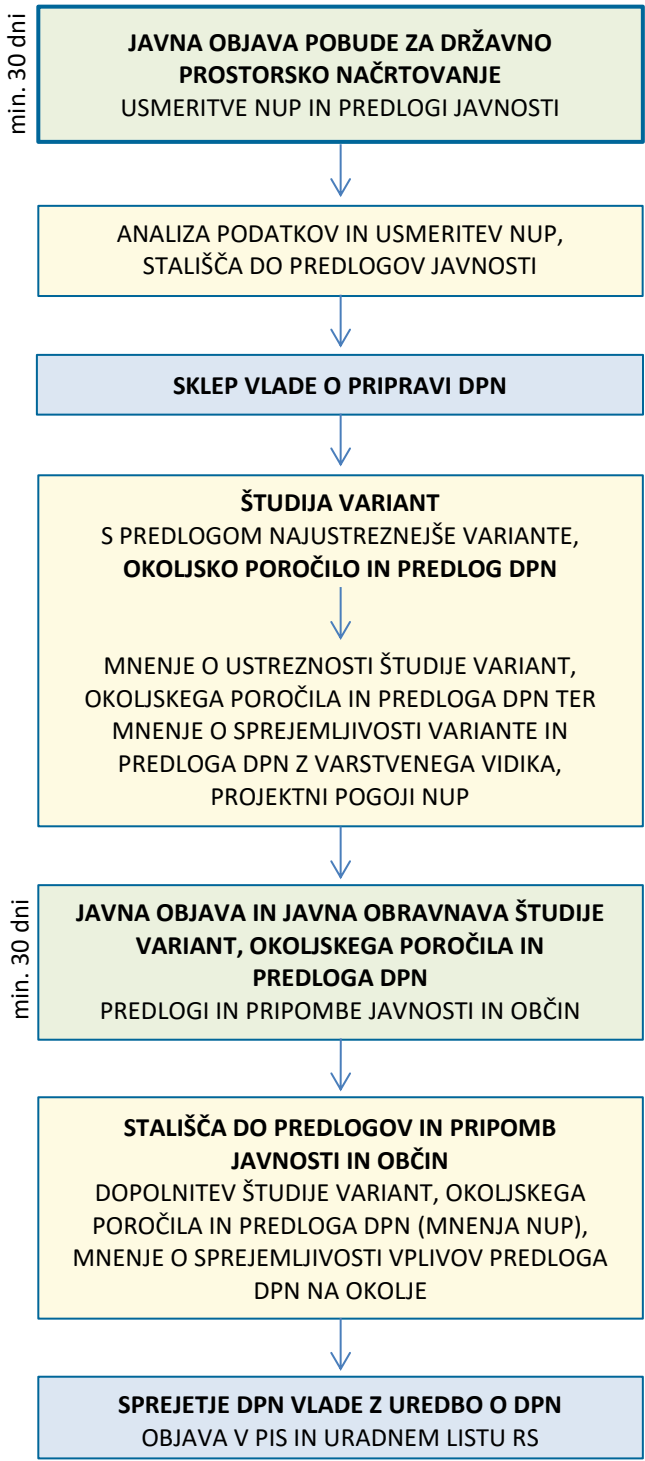 min. 30 dni
JAVNA OBJAVA POBUDE ZA DRŽAVNO
PROSTORSKO NAČRTOVANJE
USMERITVE NUP IN PREDLOGI JAVNOSTI
ANALIZA PODATKOV IN USMERITEV NUP,
STALIŠČA DO PREDLOGOV JAVNOSTI
SKLEP VLADE O PRIPRAVI DPN
ŠTUDIJA VARIANT
S PREDLOGOM NAJUSTREZNEJŠE VARIANTE,
OKOLJSKO POROČILO IN PREDLOG DPN
MNENJE O USTREZNOSTI ŠTUDIJE VARIANT,
OKOLJSKEGA POROČILA IN PREDLOGA DPN TER
MNENJE O SPREJEMLJIVOSTI VARIANTE IN
PREDLOGA DPN Z VARSTVENEGA VIDIKA,
PROJEKTNI POGOJI NUP
min. 30 dni
JAVNA OBJAVA IN JAVNA OBRAVNAVA ŠTUDIJE
VARIANT, OKOLJSKEGA POROČILA IN
PREDLOGA DPN
PREDLOGI IN PRIPOMBE JAVNOSTI IN OBČIN
STALIŠČA DO PREDLOGOV IN PRIPOMB
JAVNOSTI IN OBČIN
DOPOLNITEV ŠTUDIJE VARIANT, OKOLJSKEGA
POROČILA IN PREDLOGA DPN (MNENJA NUP),
MNENJE O SPREJEMLJIVOSTI VPLIVOV PREDLOGA
DPN NA OKOLJE
SPREJETJE DPN VLADE Z UREDBO O DPN
OBJAVA V PIS IN URADNEM LISTU RS